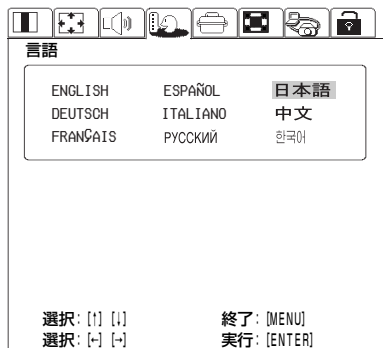 言語
ENGLISH ESPAÑOL 日本語
DEUTSCH ITALIANO 中文
FRANÇAIS РУССКИЙ 한국어
選択: [↑] [↓] 終了: [MENU]
選択: [←] [→] 実行: [ENTER]